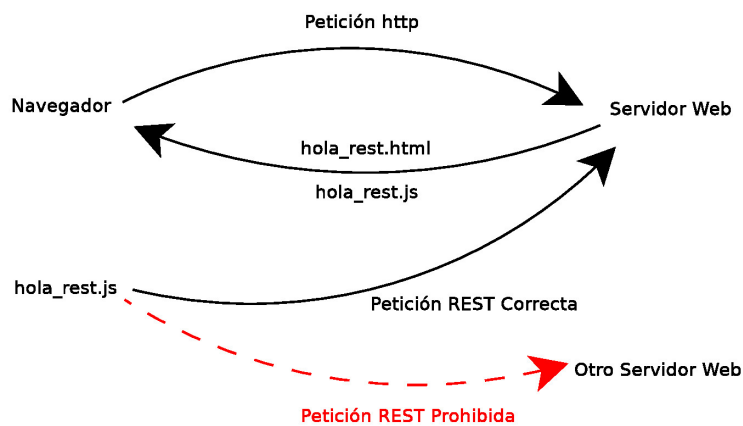 Petición http
Navegador
Servidor Web
hola_rest.html
hola_rest.js
hola_rest.js
Petición REST Correcta
Otro Servidor Web
Petición REST Prohibida